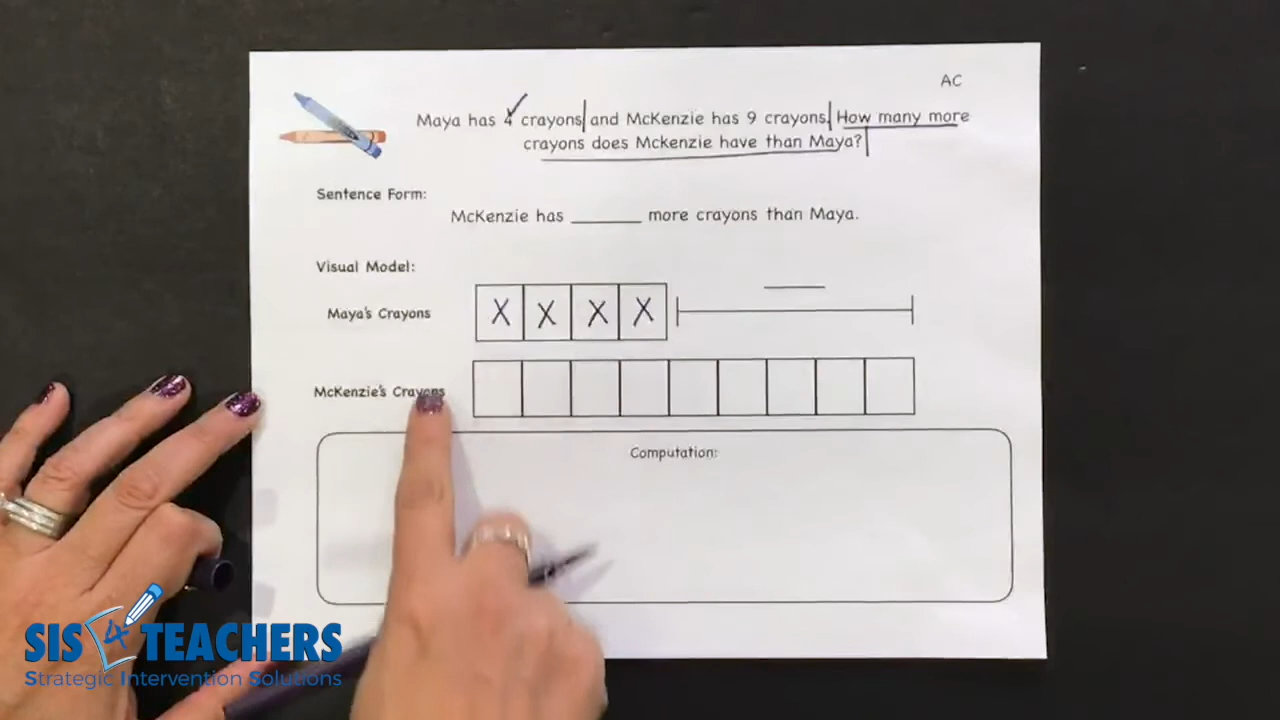 AC
Maya has 4 crayons and McKenzie has 9 crayons. How many more
crayons does Mckenzie have than Maya?
Sentence Form:
McKenzie has ______ more crayons than Maya.
Visual Model:
Maya's Crayons X X X X
McKenzie's Crayons
Computation:
SIS 4 TEACHERS
Strategic Intervention Solutions